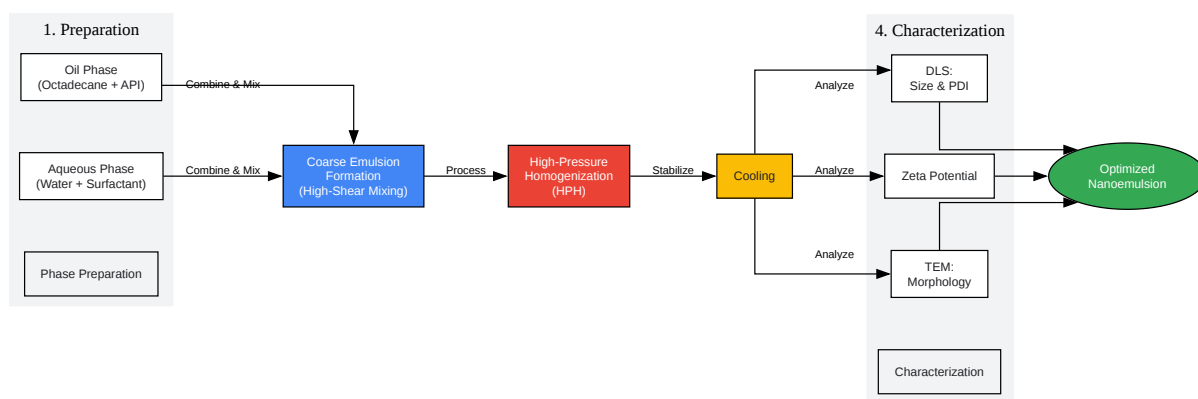 1. Preparation
Oil Phase
(Octadecane + API)
Combine & Mix
Aqueous Phase
(Water + Surfactant)
Combine & Mix
Phase Preparation
Coarse Emulsion
Formation
(High-Shear Mixing)
Process
High-Pressure
Homogenization
(HPH)
Stabilize
Cooling
Analyze
Analyze
Analyze
4. Characterization
DLS:
Size & PDI
Zeta Potential
TEM:
Morphology
Characterization
Optimized
Nanoemulsion